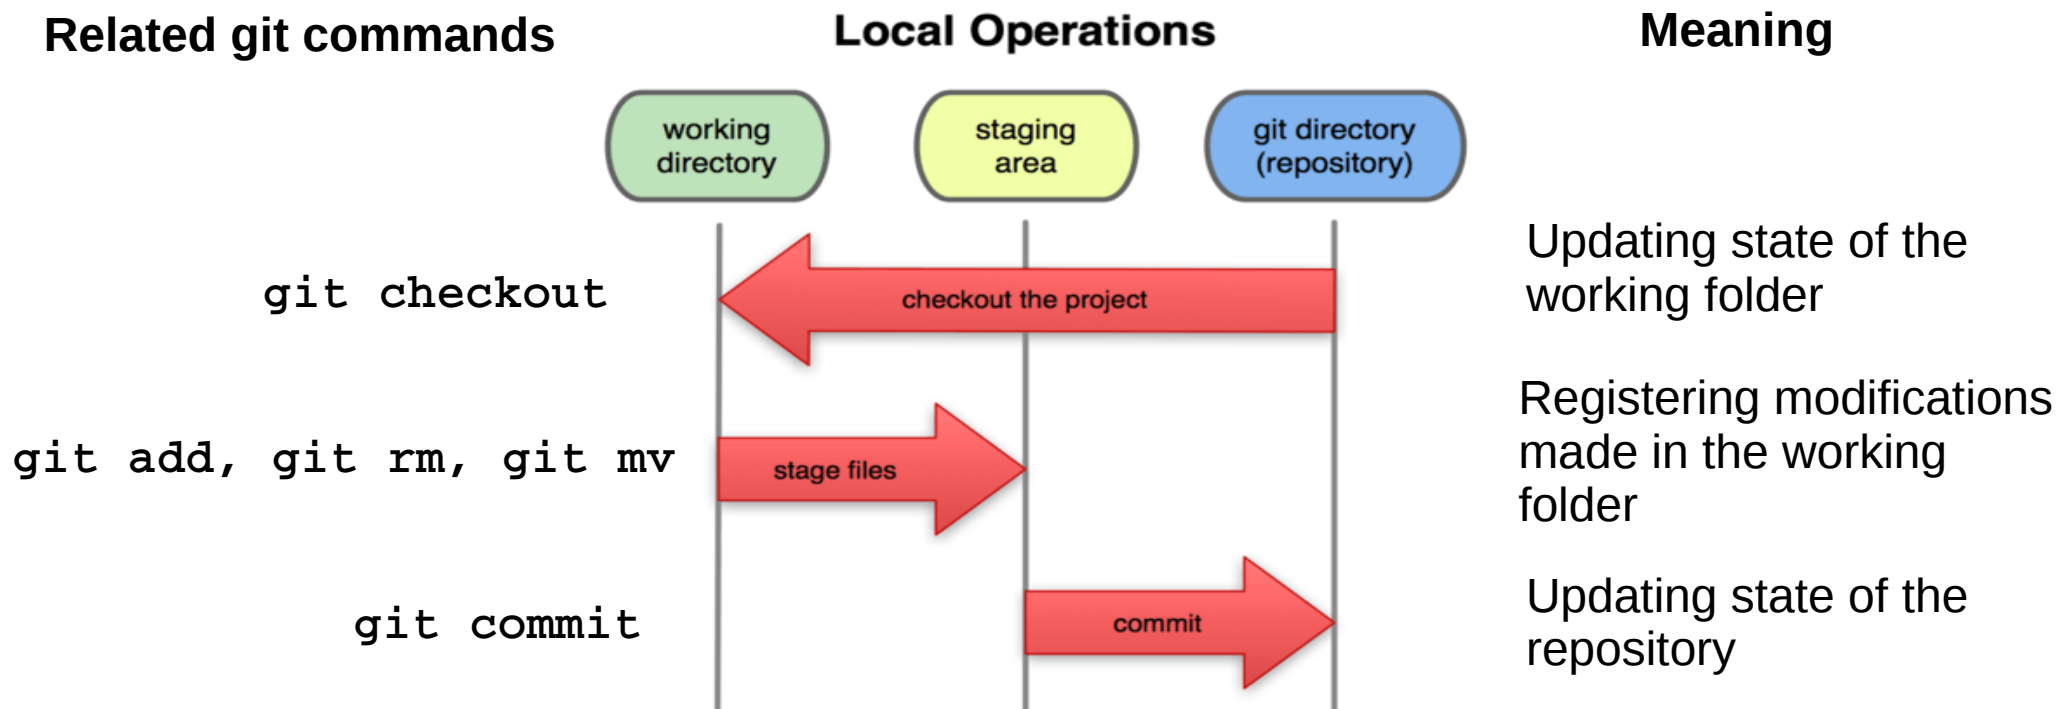 Related git commands
Local Operations
Meaning
working
directory
staging
area
git directory
(repository)
git checkout
checkout the project
Updating state of the
working folder
git add, git rm, git mv
stage files
Registering modifications
made in the working
folder
git commit
commit
Updating state of the
repository